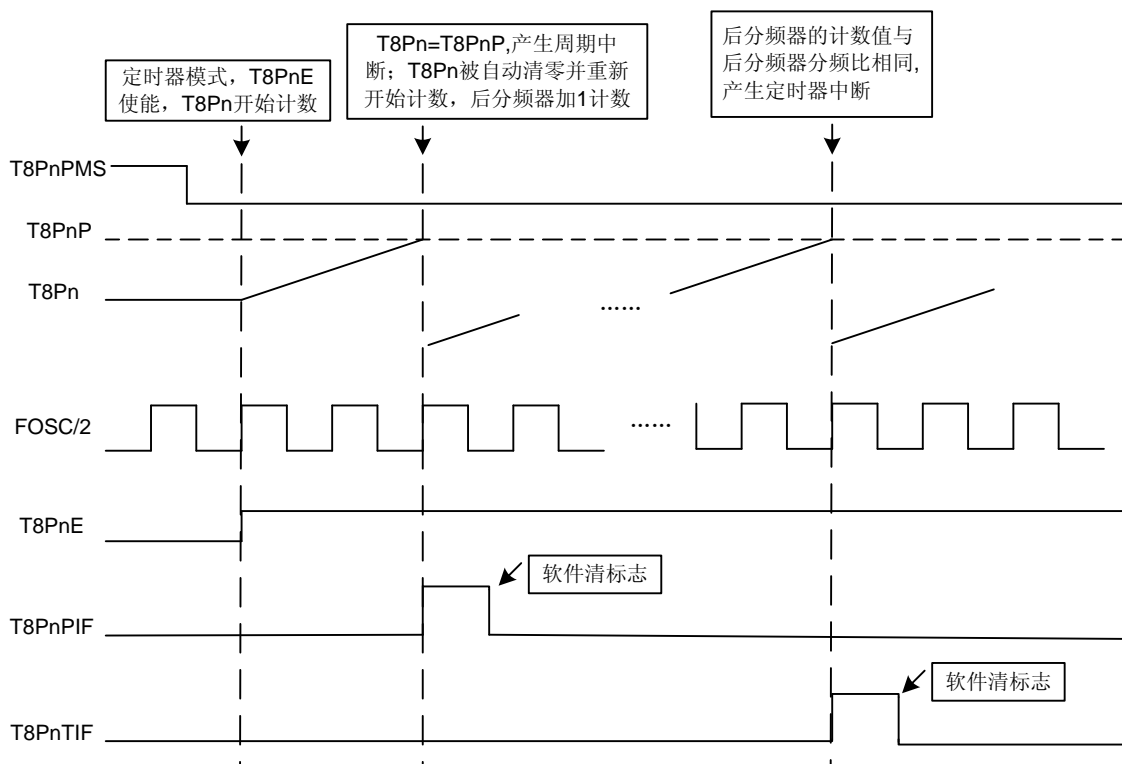 定时器模式，T8PnE
使能，T8Pn开始计数
T8Pn=T8PnP,产生周期中
断；T8Pn被自动清零并重新
开始计数，后分频器加1计数
后分频器的计数值与
后分频器分频比相同,
产生定时器中断
T8PnPMS
T8PnP
T8Pn
......
FOSC/2
......
T8PnE
软件清标志
T8PnPIF
软件清标志
T8PnTIF